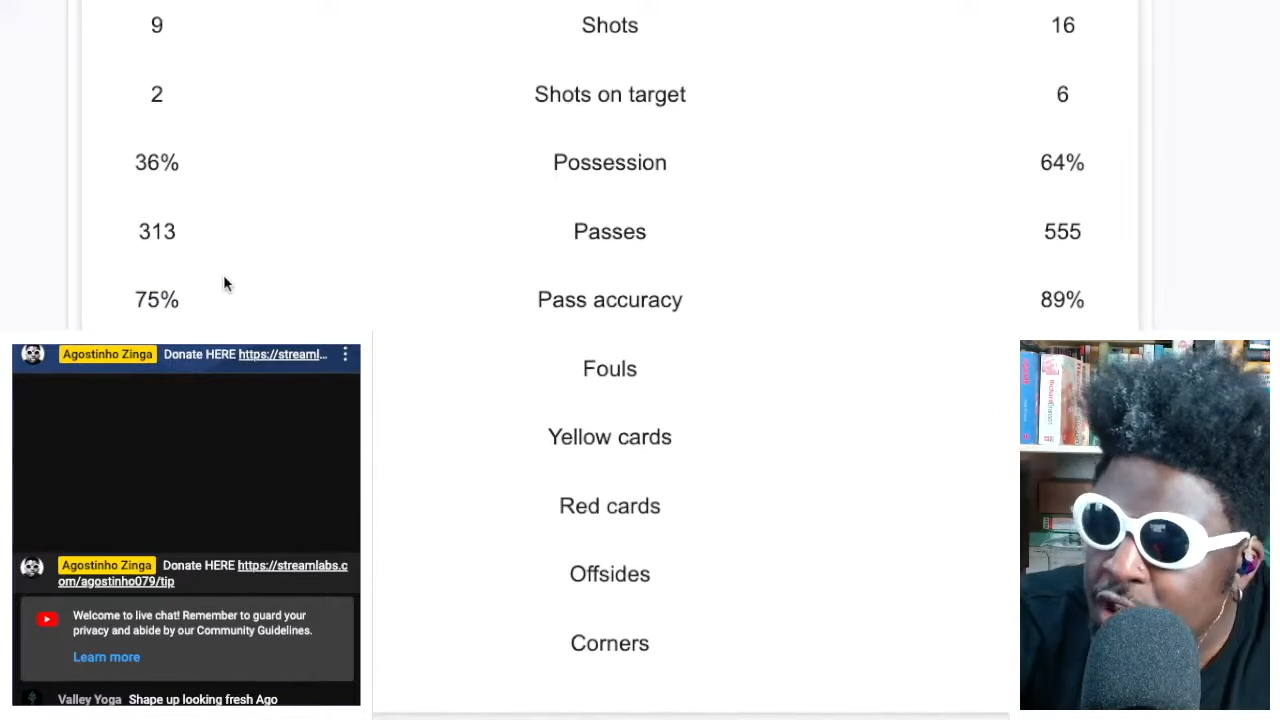 9 Shots 16
2 Shots on target 6
36% Possession 64%
313 Passes 555
75% Pass accuracy 89%
Fouls
Yellow cards
Red cards
Offsides
Corners
Agostinho Zinga Donate HERE https://streaml...
Agostinho Zinga Donate HERE https://streamlabs.c
om/agostinho079/tip
Welcome to live chat! Remember to guard your
privacy and abide by our Community Guidelines.
Learn more
Valley Yoga Shape up looking fresh Ago